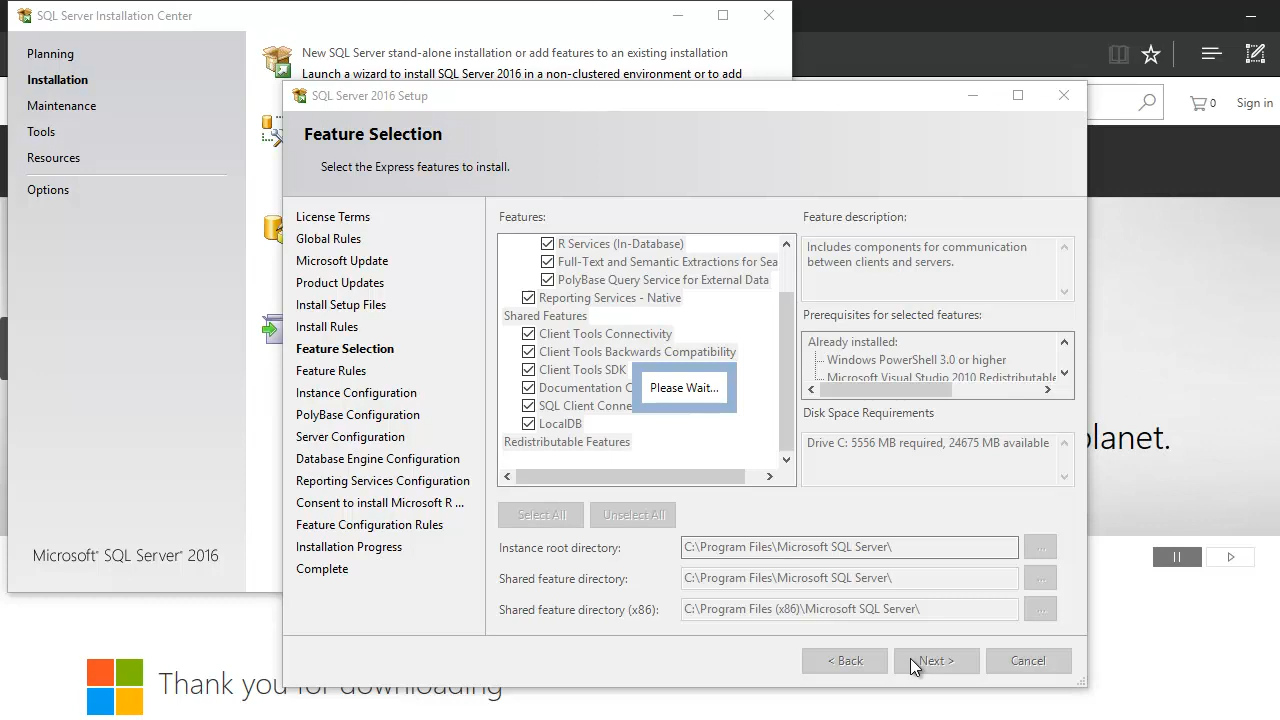 SQL Server Installation Center
Planning
Installation
Maintenance
Tools
Resources
Options
New SQL Server stand-alone installation or add features to an existing installation
Launch a wizard to install SQL Server 2016 in a non-clustered environment or to add
Microsoft® SQL Server® 2016
0
Sign in
SQL Server 2016 Setup
Feature Selection
Select the Express features to install.
License Terms
Global Rules
Microsoft Update
Product Updates
Install Setup Files
Install Rules
Feature Selection
Feature Rules
Instance Configuration
PolyBase Configuration
Server Configuration
Database Engine Configuration
Reporting Services Configuration
Consent to install Microsoft R ...
Feature Configuration Rules
Installation Progress
Complete
Features:
R Services (In-Database)
Full-Text and Semantic Extractions for Sea
PolyBase Query Service for External Data
Reporting Services - Native
Shared Features
Client Tools Connectivity
Client Tools Backwards Compatibility
Client Tools SDK
Documentation C
SQL Client Conne
LocalDB
Redistributable Features
Please Wait...
Select All
Unselect All
Feature description:
Includes components for communication
between clients and servers.
Prerequisites for selected features:
Already installed:
Windows PowerShell 3.0 or higher
Microsoft Visual Studio 2010 Redistributable
Disk Space Requirements
Drive C: 5556 MB required, 24675 MB available
Instance root directory:
C:\Program Files\Microsoft SQL Server\
...
Shared feature directory:
C:\Program Files\Microsoft SQL Server\
...
Shared feature directory (x86):
C:\Program Files (x86)\Microsoft SQL Server\
...
< Back
Next >
Cancel
planet.
Thank you for downloading